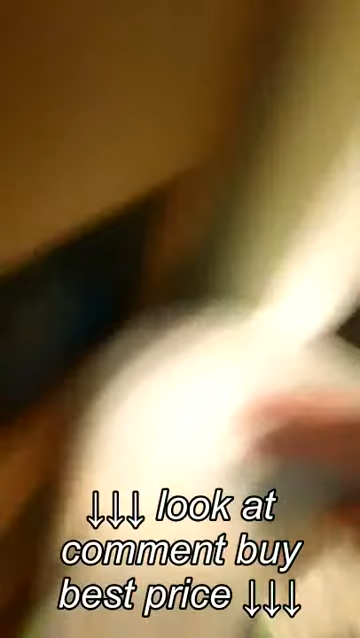 ↓↓↓ look at
comment buy
best price ↓↓↓